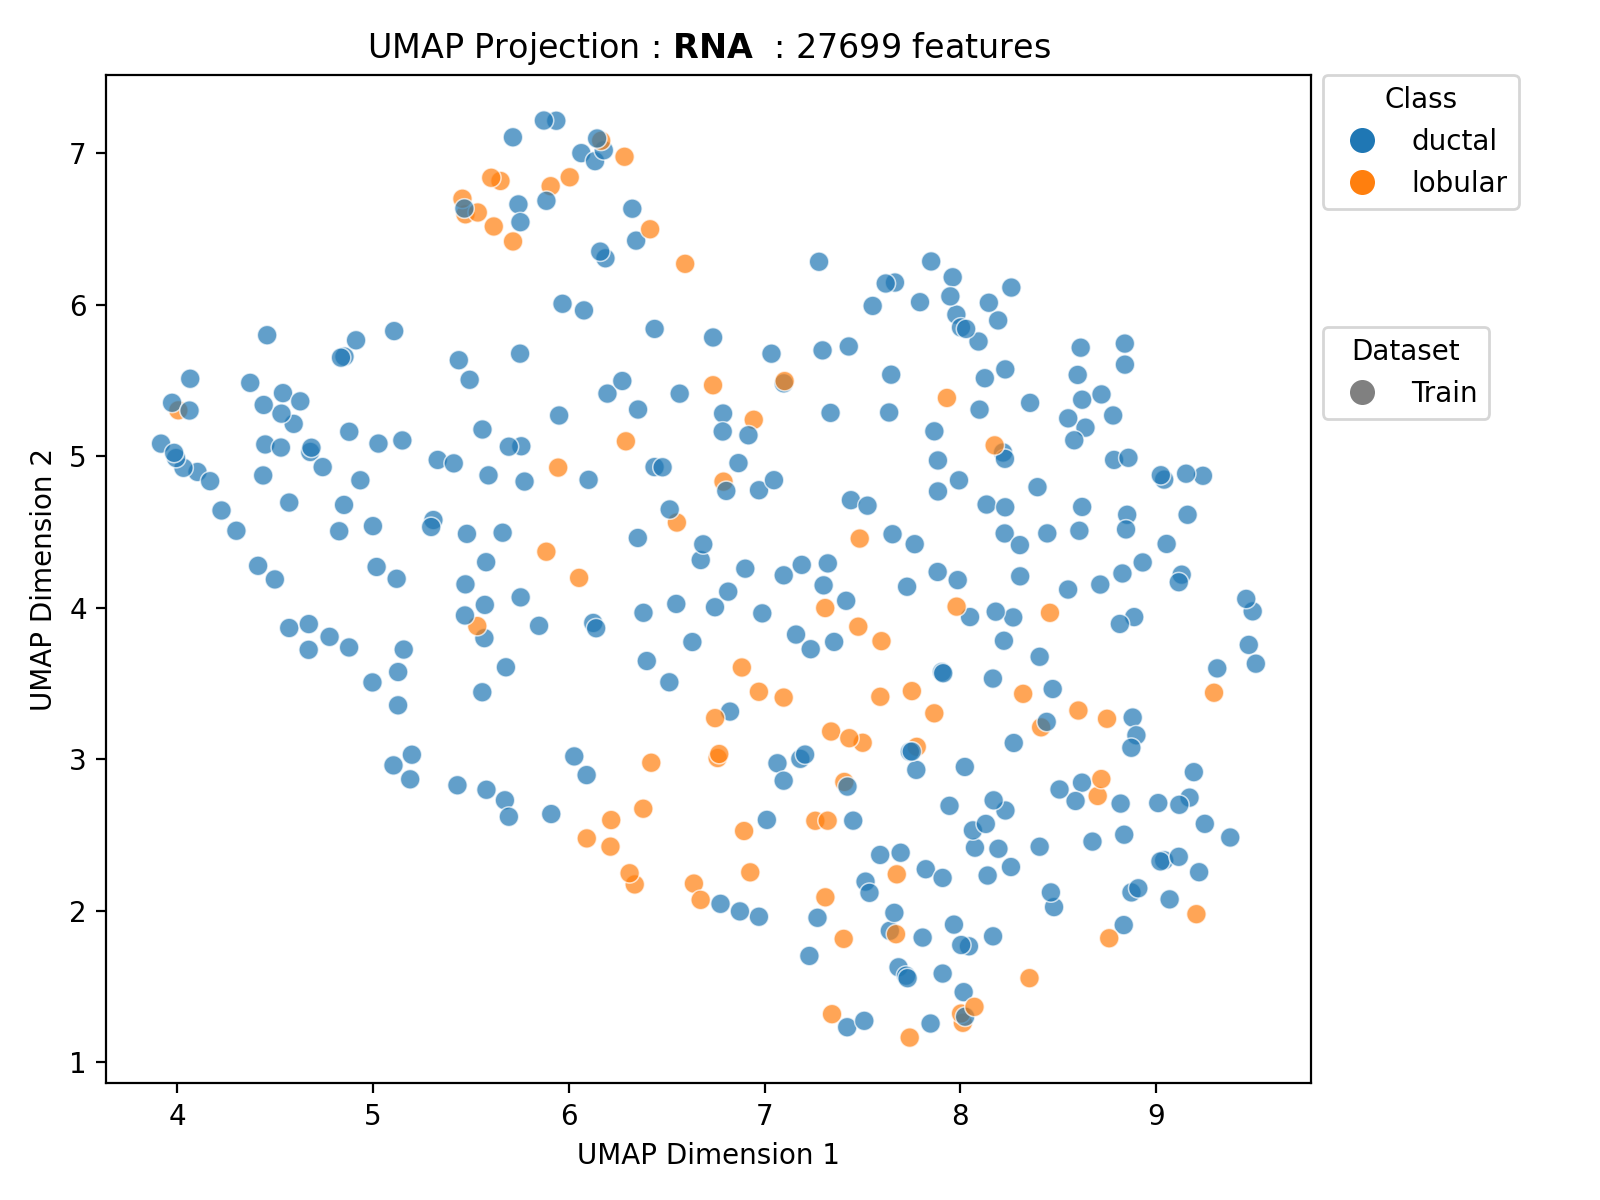 UMAP Projection : RNA : 27699 features
Class
ductal
lobular
Dataset
Train
7
6
5
4
3
2
1
UMAP Dimension 2
4 5 6 7 8 9
UMAP Dimension 1